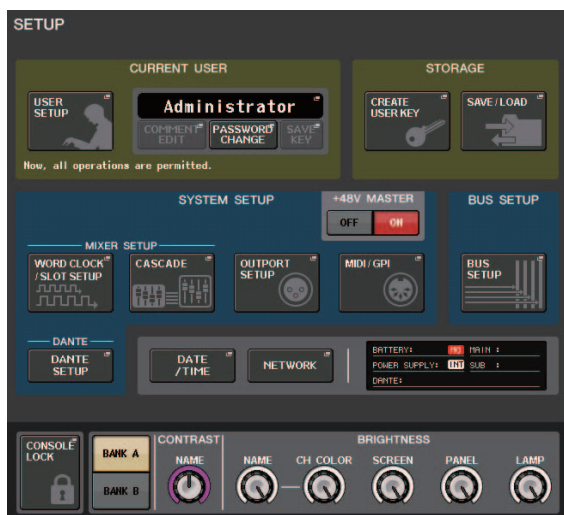 SETUP
CURRENT USER
STORAGE
USER
SETUP
Administrator
COMMENT
EDIT
PASSWORD
CHANGE
SAVE
KEY
CREATE
USER KEY
SAVE/LOAD
Now, all operations are permitted.
SYSTEM SETUP
+48V MASTER
BUS SETUP
OFF
ON
MIXER SETUP
WORD CLOCK
/SLOT SETUP
CASCADE
OUTPORT
SETUP
MIDI/GPI
BUS
SETUP
DANTE
DANTE
SETUP
DATE
/TIME
NETWORK
BATTERY: NO MAIN :
POWER SUPPLY: INT SUB :
DANTE:
CONSOLE
LOCK
BANK A
BANK B
CONTRAST
NAME
BRIGHTNESS
NAME
CH COLOR
SCREEN
PANEL
LAMP